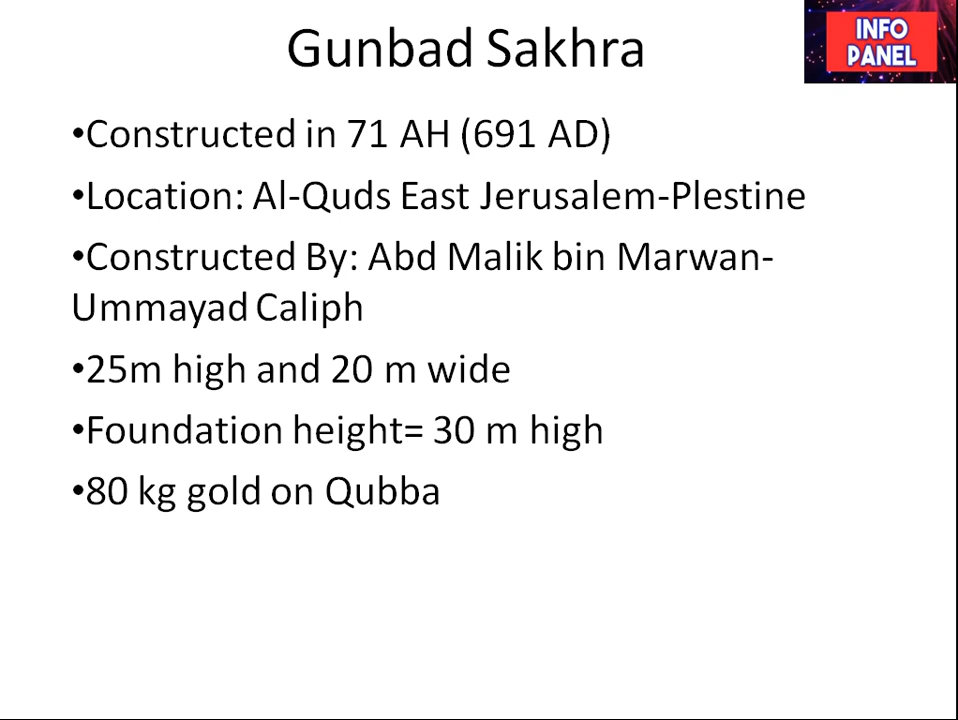 Gunbad Sakhra
INFO
PANEL
•Constructed in 71 AH (691 AD)
•Location: Al-Quds East Jerusalem-Plestine
•Constructed By: Abd Malik bin Marwan-
Ummayad Caliph
•25m high and 20 m wide
•Foundation height= 30 m high
•80 kg gold on Qubba